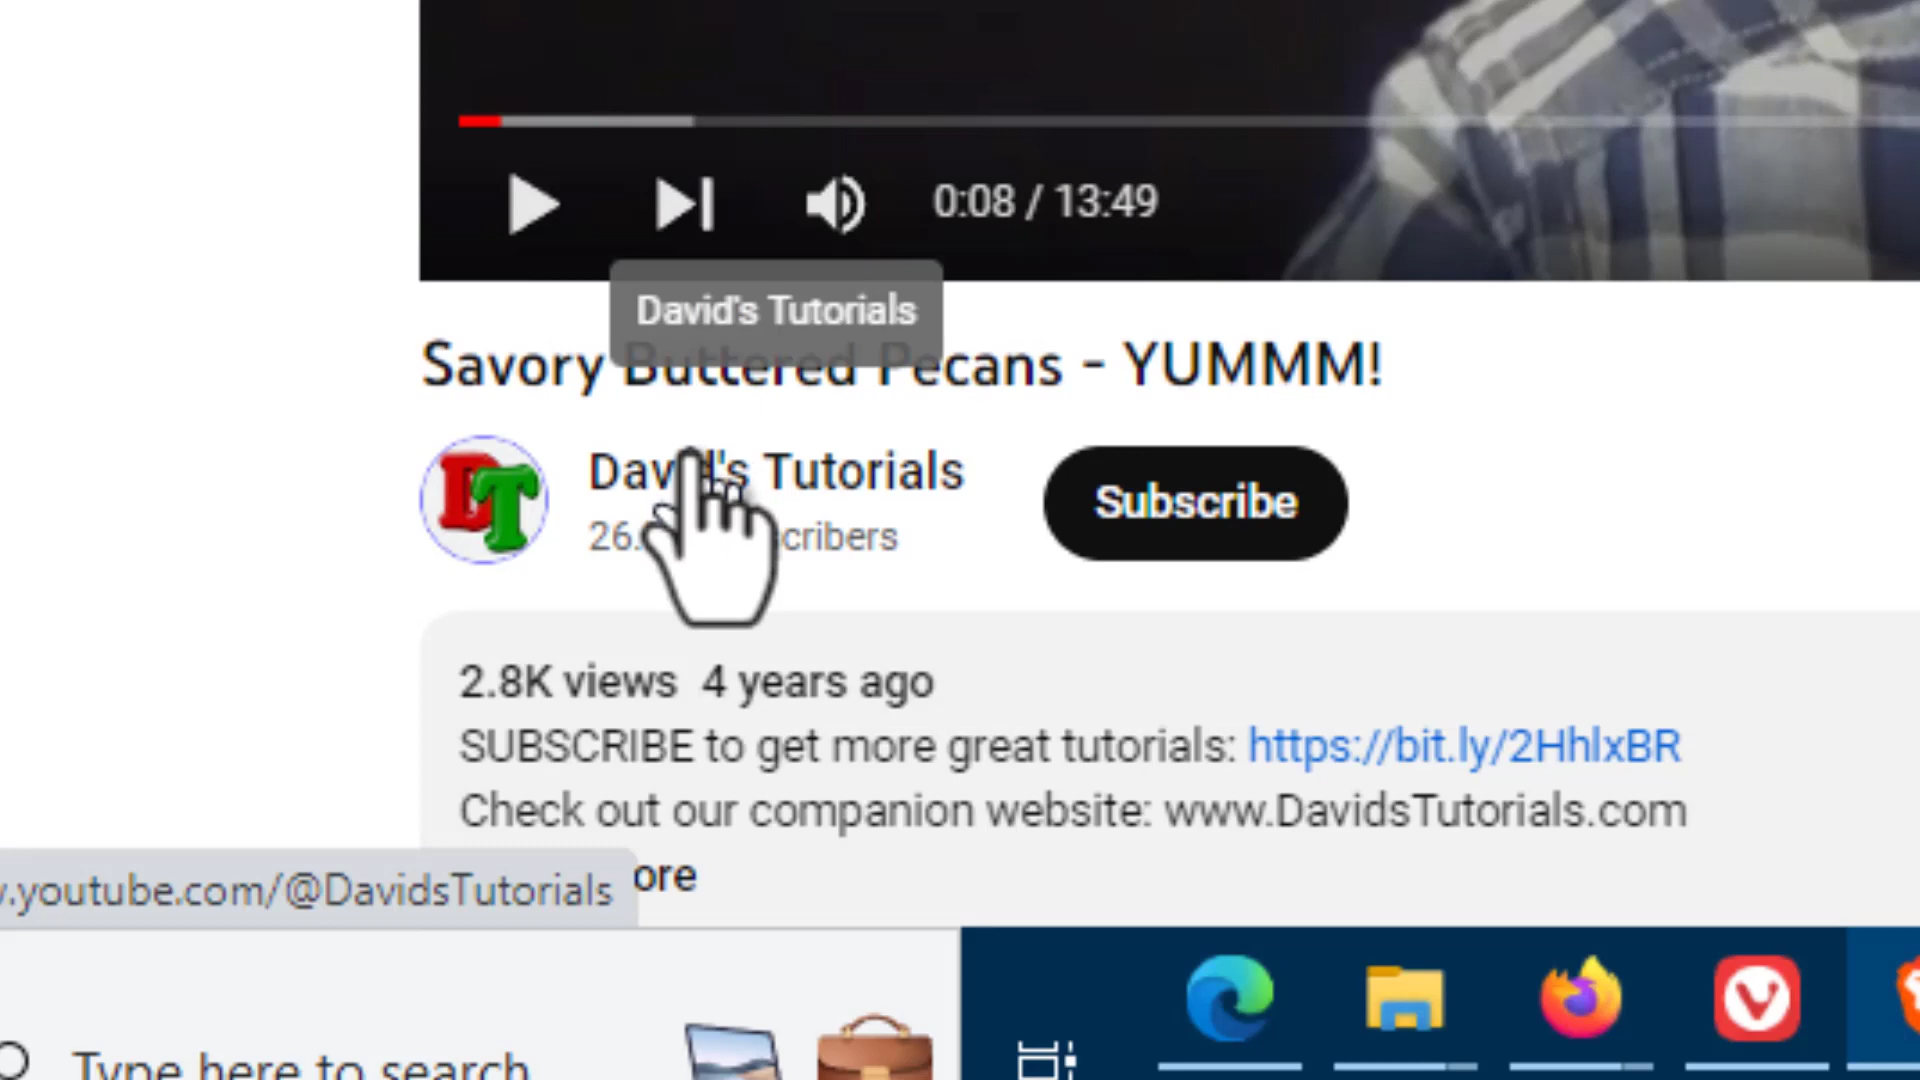 0:08 / 13:49
David's Tutorials
Savory Buttered Pecans - YUMMM!
DT
David's Tutorials
Subscribe
2.8K views 4 years ago
SUBSCRIBE to get more great tutorials: https://bit.ly/2HhlxBR
Check out our companion website: www.DavidsTutorials.com
.youtube.com/@DavidsTutorials
Type here to search